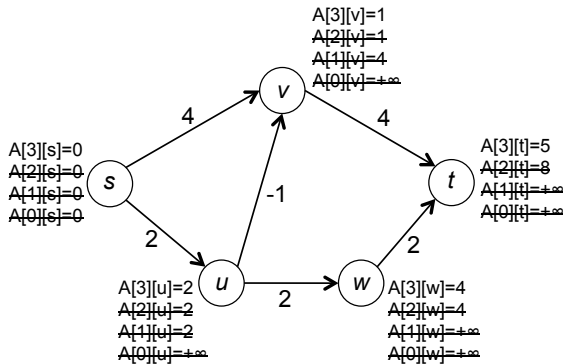 A[3][v]=1
A[2][v]=1
A[1][v]=4
A[0][v]=+∞
v
4
4
A[3][s]=0
A[2][s]=0
A[1][s]=0
A[0][s]=0
s
A[3][t]=5
A[2][t]=8
A[1][t]=+∞
A[0][t]=+∞
t
-1
2
2
u
2
w
A[3][u]=2
A[2][u]=2
A[1][u]=2
A[0][u]=+∞
A[3][w]=4
A[2][w]=4
A[1][w]=+∞
A[0][w]=+∞